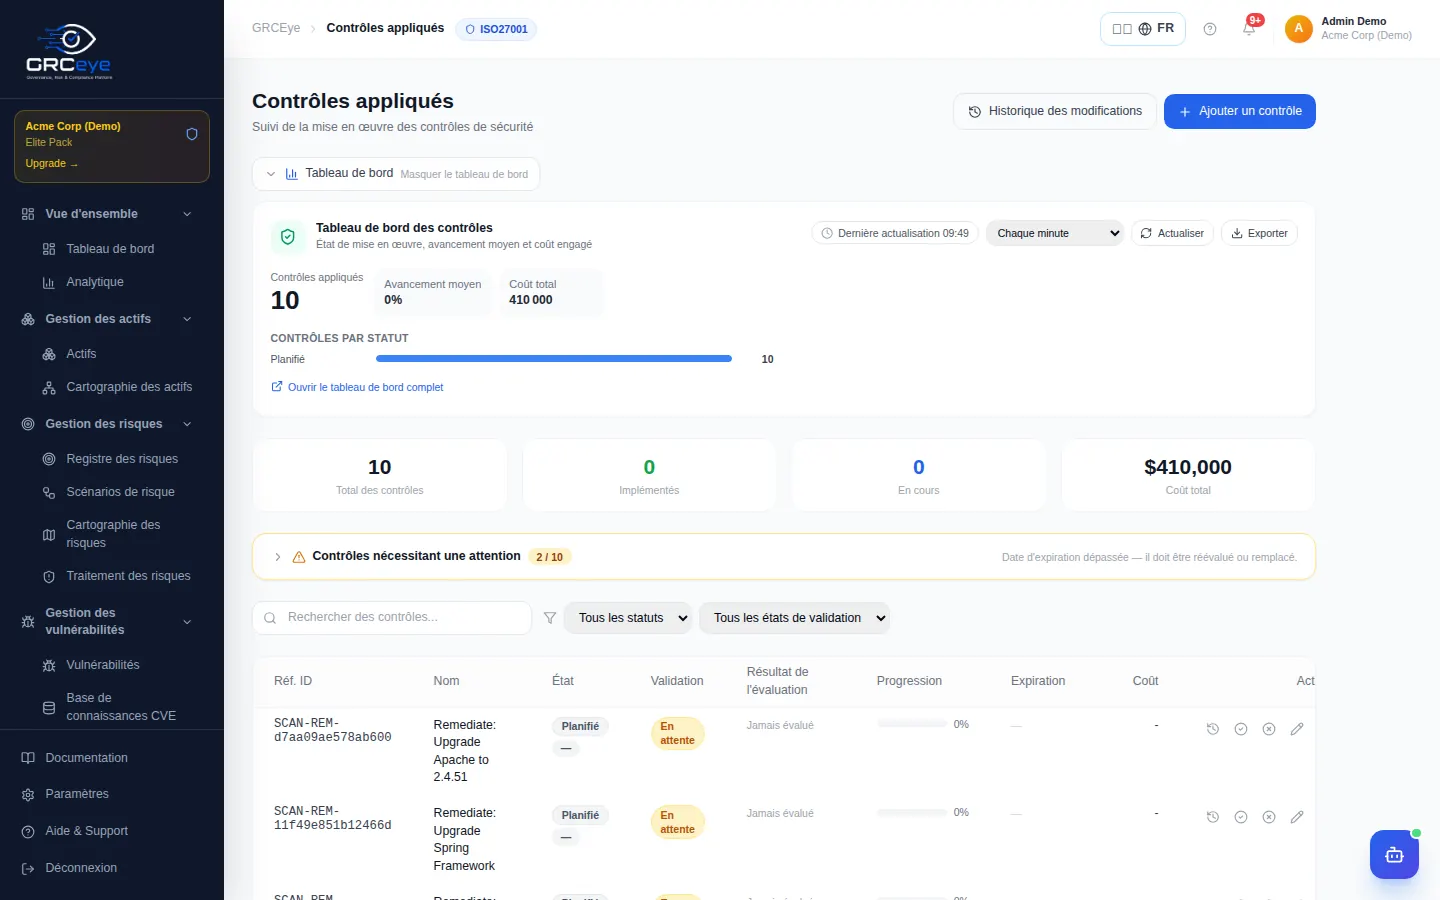 GRCeye
Governance, Risk & Compliance Platform
Acme Corp (Demo)
Elite Pack
Upgrade →
Vue d'ensemble
Tableau de bord
Analytique
Gestion des actifs
Actifs
Cartographie des actifs
Gestion des risques
Registre des risques
Scénarios de risque
Cartographie des
risques
Traitement des risques
Gestion des
vulnérabilités
Vulnérabilités
Base de
connaissances CVE
Documentation
Paramètres
Aide & Support
Déconnexion
GRCEye
Contrôles appliqués
ISO27001
FR
9+
A
Admin Demo
Acme Corp (Demo)
Contrôles appliqués
Suivi de la mise en œuvre des contrôles de sécurité
Historique des modifications
Ajouter un contrôle
Tableau de bord Masquer le tableau de bord
Tableau de bord des contrôles
État de mise en œuvre, avancement moyen et coût engagé
Dernière actualisation 09:49
Chaque minute
Actualiser
Exporter
Contrôles appliqués
10
Avancement moyen
0%
Coût total
410 000
CONTRÔLES PAR STATUT
Planifié 10
Ouvrir le tableau de bord complet
10
Total des contrôles
0
Implémentés
0
En cours
$410,000
Coût total
Contrôles nécessitant une attention 2 / 10
Date d'expiration dépassée — il doit être réévalué ou remplacé.
Rechercher des contrôles...
Tous les statuts
Tous les états de validation
Réf. ID
Nom
État
Validation
Résultat de
l'évaluation
Progression
Expiration
Coût
Act
SCAN-REM-
d7aa09ae578ab600
Remediate:
Upgrade
Apache to
2.4.51
Planifié
—
En
attente
Jamais évalué
0%
—
-
SCAN-REM-
11f49e851b12466d
Remediate:
Upgrade
Spring
Framework
Planifié
—
En
attente
Jamais évalué
0%
—
-
SCAN-REM-
Remediate:
Planifié
En
Jamais évalué
0%